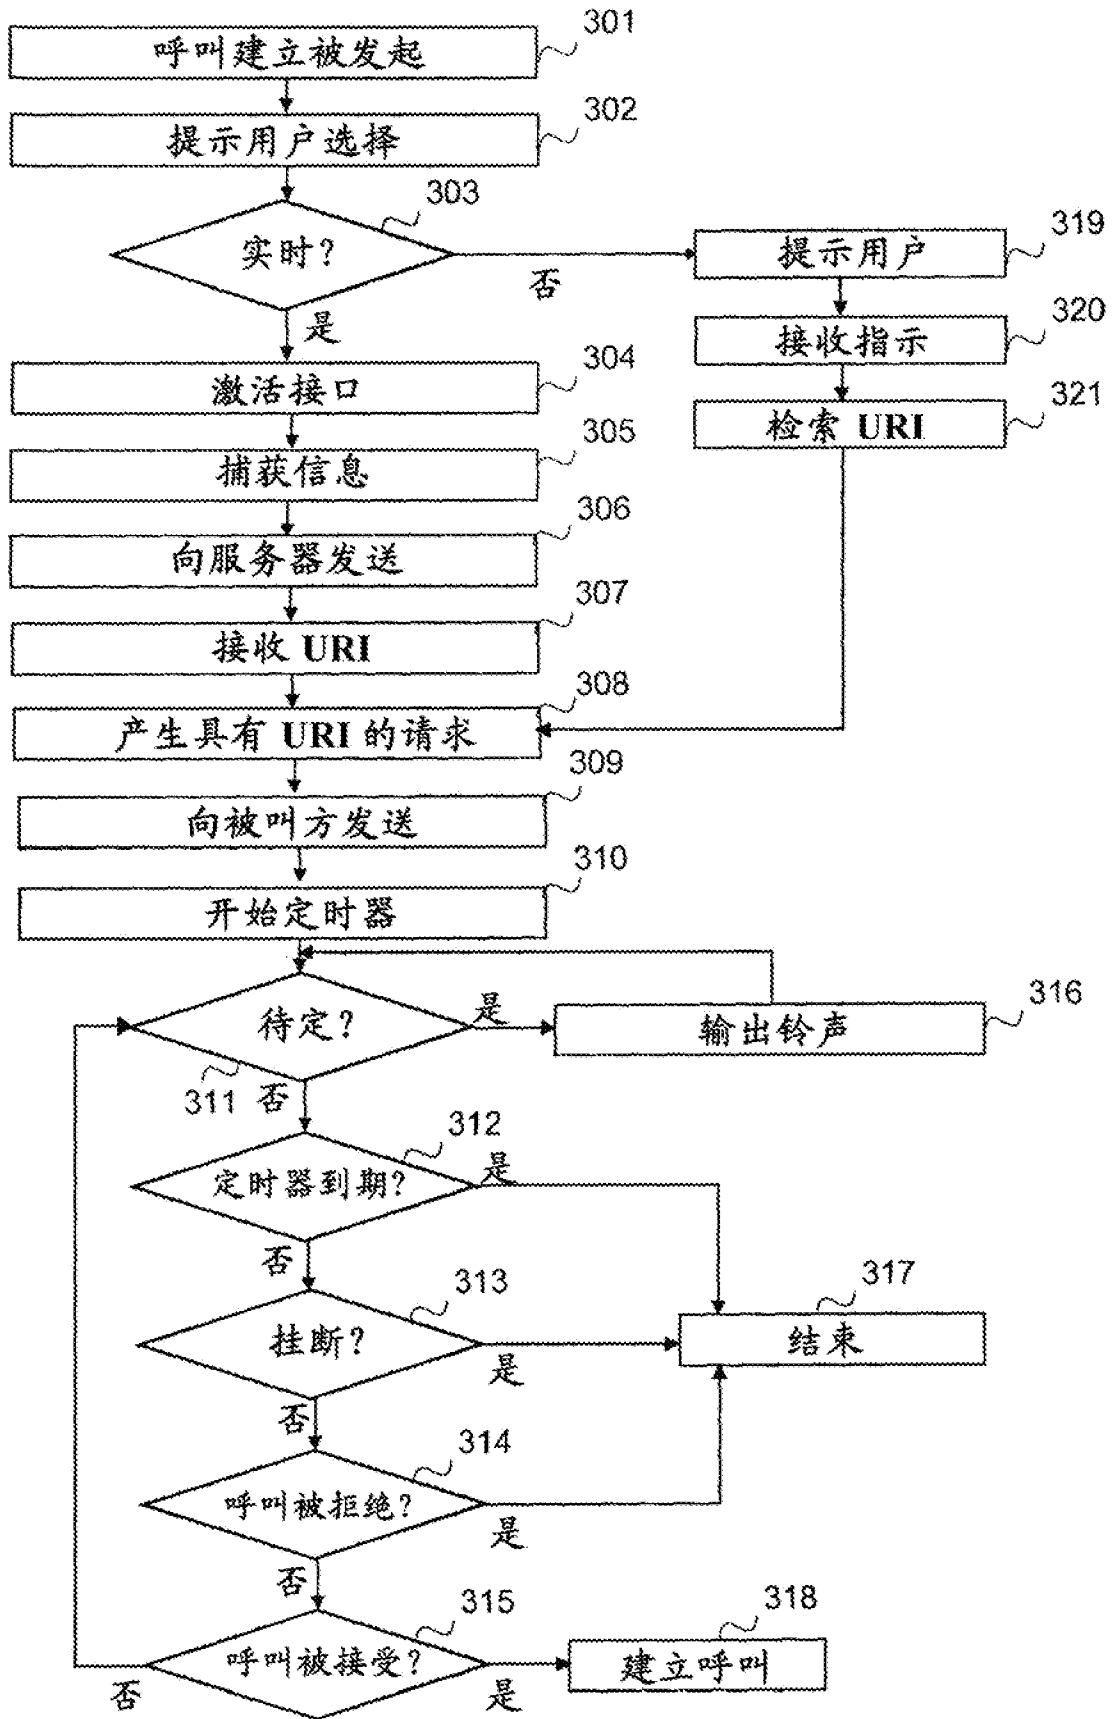 301
呼叫建立被发起
302
提示用户选择
303
实时?
否
是
319
提示用户
320
接收指示
321
检索 URI
304
激活接口
305
捕获信息
306
向服务器发送
307
接收 URI
308
产生具有 URI 的请求
309
向被叫方发送
310
开始定时器
待定?
是
316
输出铃声
311
否
312
定时器到期?
是
否
313
挂断?
是
317
结束
否
314
呼叫被拒绝?
是
否
315
呼叫被接受?
否
是
318
建立呼叫